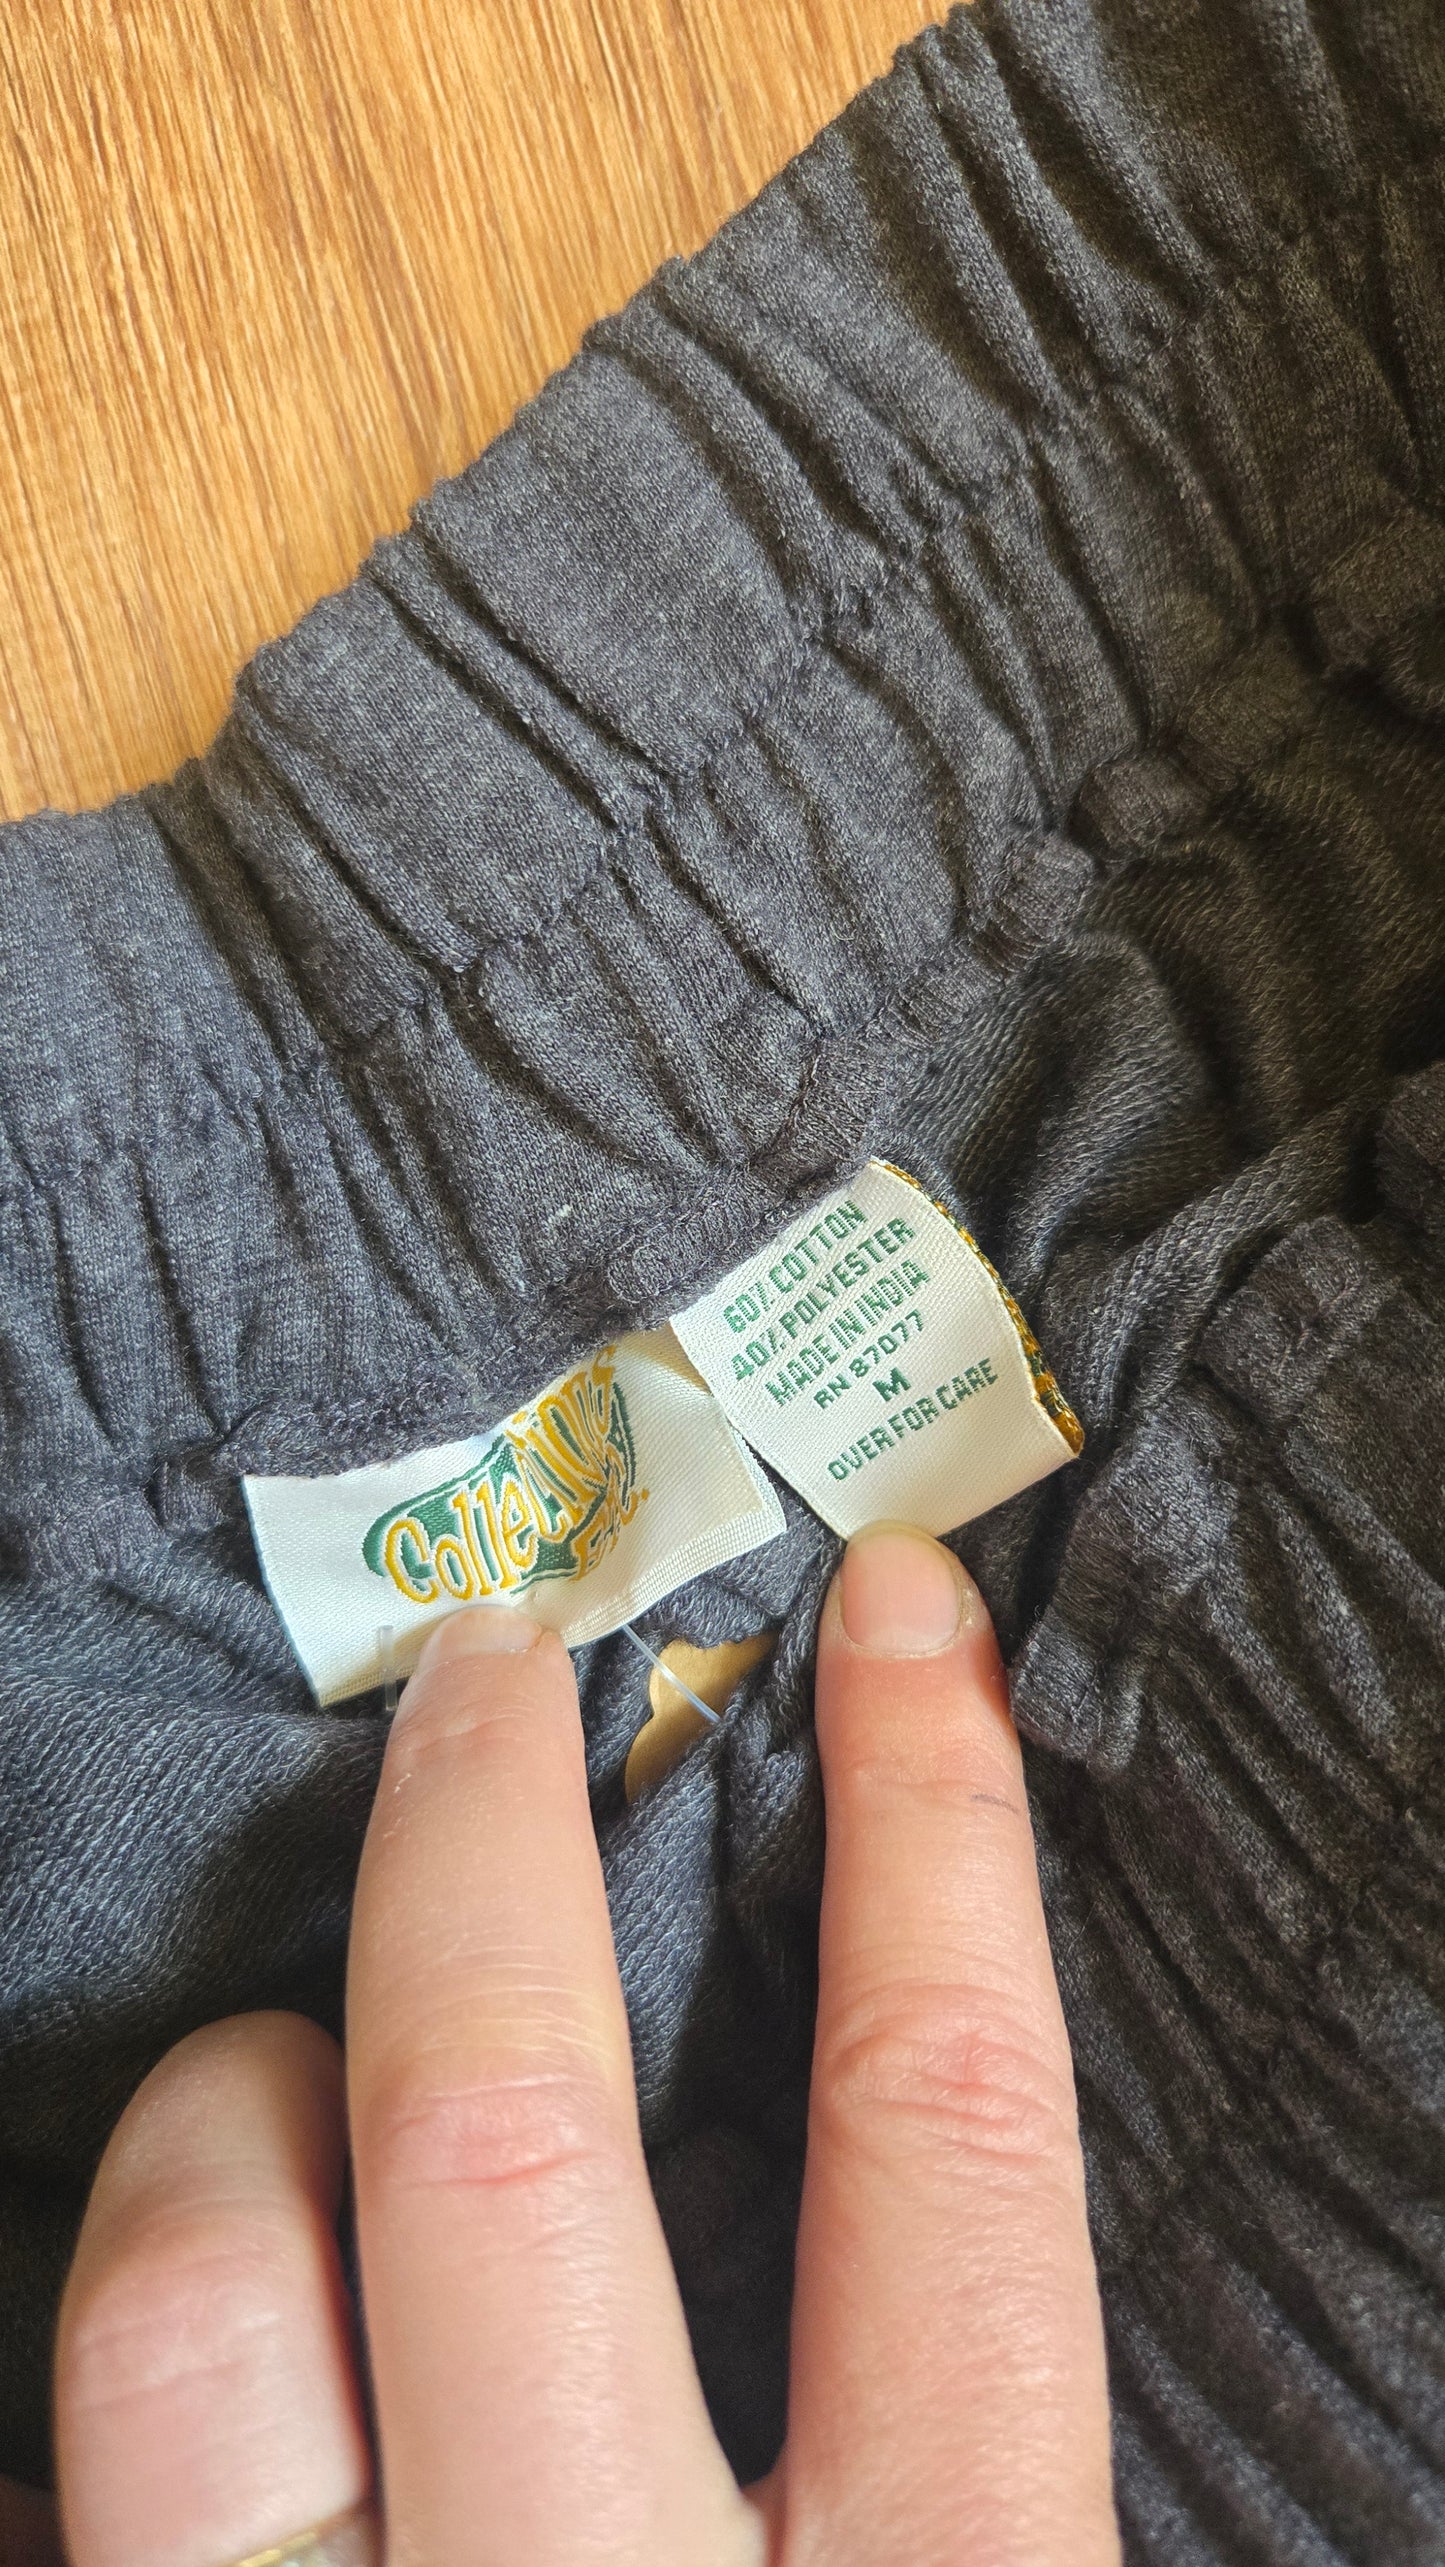 Collections
Etc.
60% COTTON
40% POLYESTER
MADE IN INDIA
RN 87077
M
OVER FOR CARE